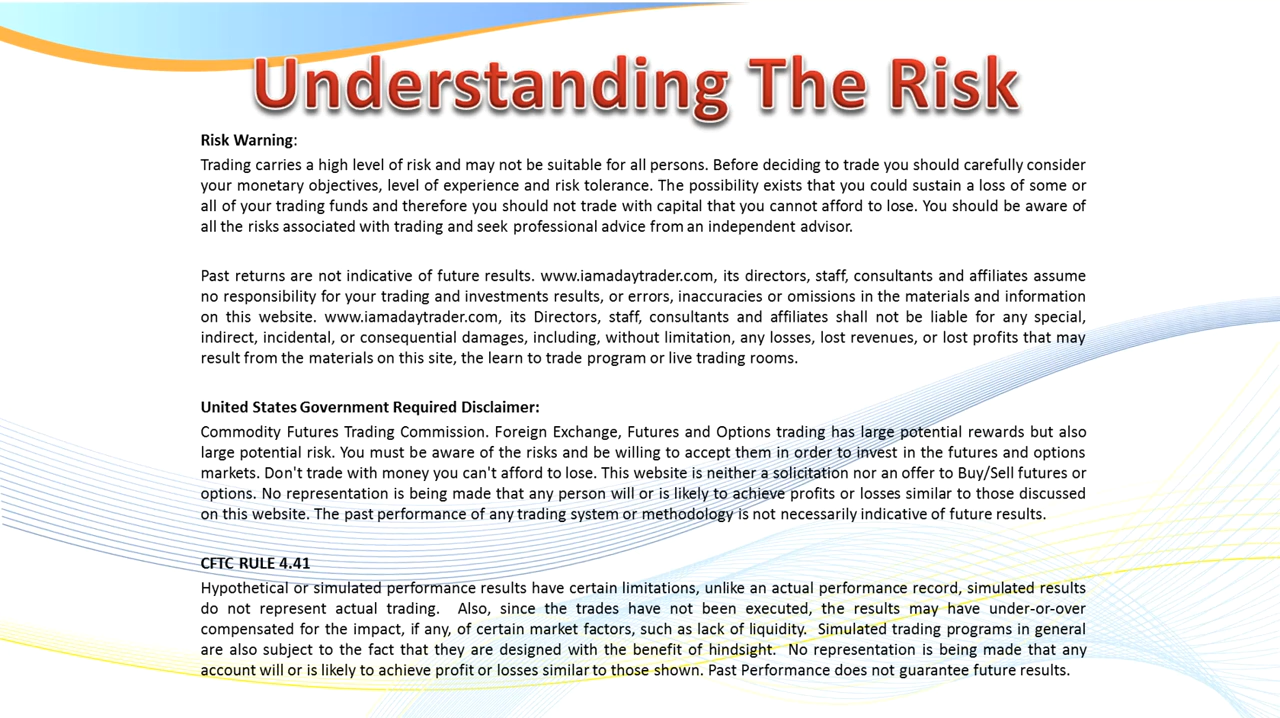 Understanding The Risk
Risk Warning:
Trading carries a high level of risk and may not be suitable for all persons. Before deciding to trade you should carefully consider
your monetary objectives, level of experience and risk tolerance. The possibility exists that you could sustain a loss of some or
all of your trading funds and therefore you should not trade with capital that you cannot afford to lose. You should be aware of
all the risks associated with trading and seek professional advice from an independent advisor.
Past returns are not indicative of future results. www.iamadaytrader.com, its directors, staff, consultants and affiliates assume
no responsibility for your trading and investments results, or errors, inaccuracies or omissions in the materials and information
on this website. www.iamadaytrader.com, its Directors, staff, consultants and affiliates shall not be liable for any special,
indirect, incidental, or consequential damages, including, without limitation, any losses, lost revenues, or lost profits that may
result from the materials on this site, the learn to trade program or live trading rooms.
United States Government Required Disclaimer:
Commodity Futures Trading Commission. Foreign Exchange, Futures and Options trading has large potential rewards but also
large potential risk. You must be aware of the risks and be willing to accept them in order to invest in the futures and options
markets. Don't trade with money you can't afford to lose. This website is neither a solicitation nor an offer to Buy/Sell futures or
options. No representation is being made that any person will or is likely to achieve profits or losses similar to those discussed
on this website. The past performance of any trading system or methodology is not necessarily indicative of future results.
CFTC RULE 4.41
Hypothetical or simulated performance results have certain limitations, unlike an actual performance record, simulated results
do not represent actual trading. Also, since the trades have not been executed, the results may have under-or-over
compensated for the impact, if any, of certain market factors, such as lack of liquidity. Simulated trading programs in general
are also subject to the fact that they are designed with the benefit of hindsight. No representation is being made that any
account will or is likely to achieve profit or losses similar to those shown. Past Performance does not guarantee future results.